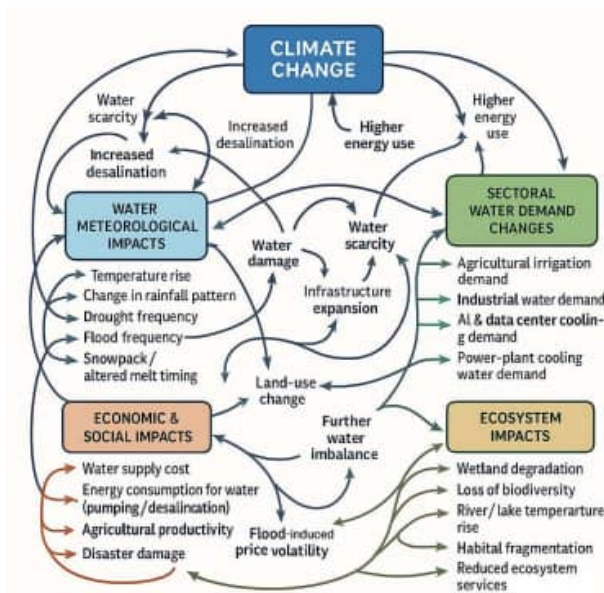 CLIMATE
CHANGE
Water
scarcity
Increased
desalination
Increased
desalination
Higher
energy use
Higher
energy
use
WATER
METEOROLOGICAL
IMPACTS
Temperature rise
Change in rainfall pattern
Drought frequency
Flood frequency
Snowpack/
altered melt timing
Water
damage
Water
scarcity
Infrastructure
expansion
Land-use
change
SECTORAL
WATER DEMAND
CHANGES
Agricultural irrigation
demand
Industrial water demand
AI & data center coolin-
g demand
Power-plant cooling
water demand
ECONOMIC &
SOCIAL IMPACTS
Water supply cost
Energy consumption for water
(pumping/desalination)
Agricultural productivity
Disaster damage
Further
water
imbalance
Flood-induced
price volatility
ECOSYSTEM
IMPACTS
Wetland degradation
Loss of biodiversity
River/lake temperarture
rise
Habital fragmentation
Reduced ecosystem
services